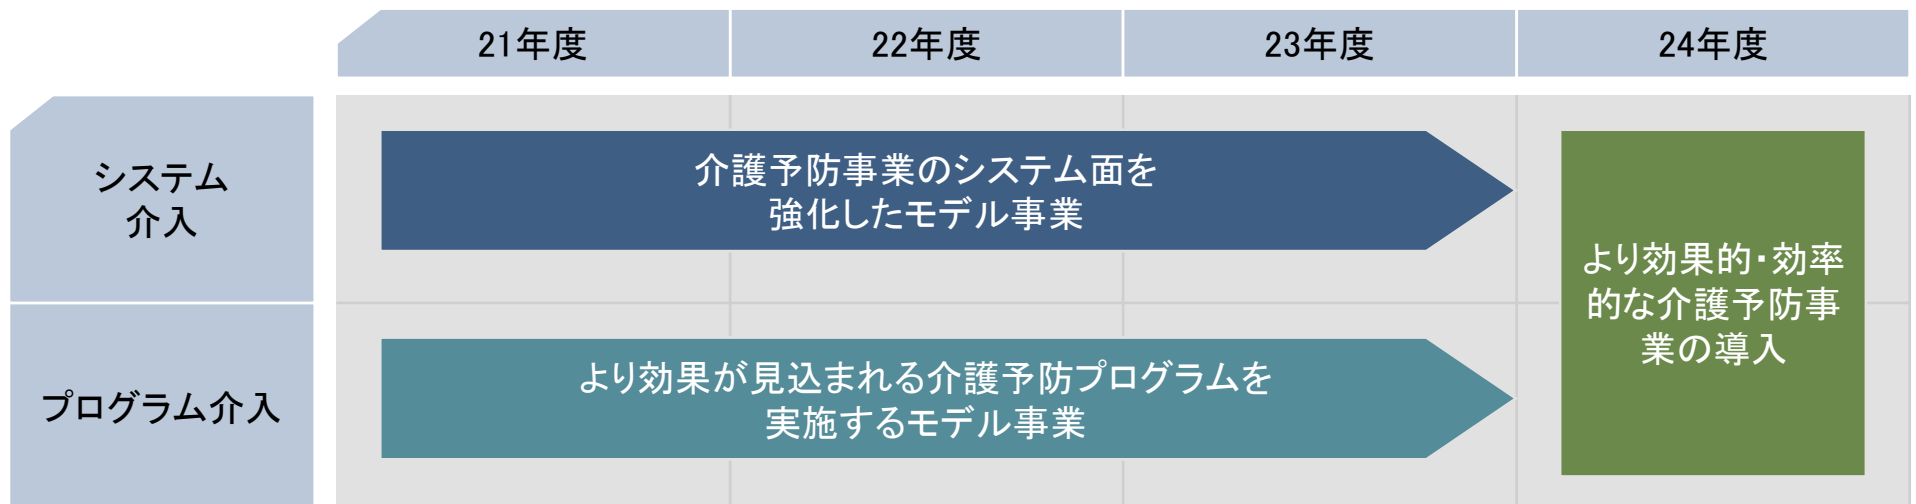 21年度
22年度
23年度
24年度
システム
介入
介護予防事業のシステム面を
強化したモデル事業
より効果的・効率
的な介護予防事
業の導入
プログラム介入
より効果が見込まれる介護予防プログラムを
実施するモデル事業